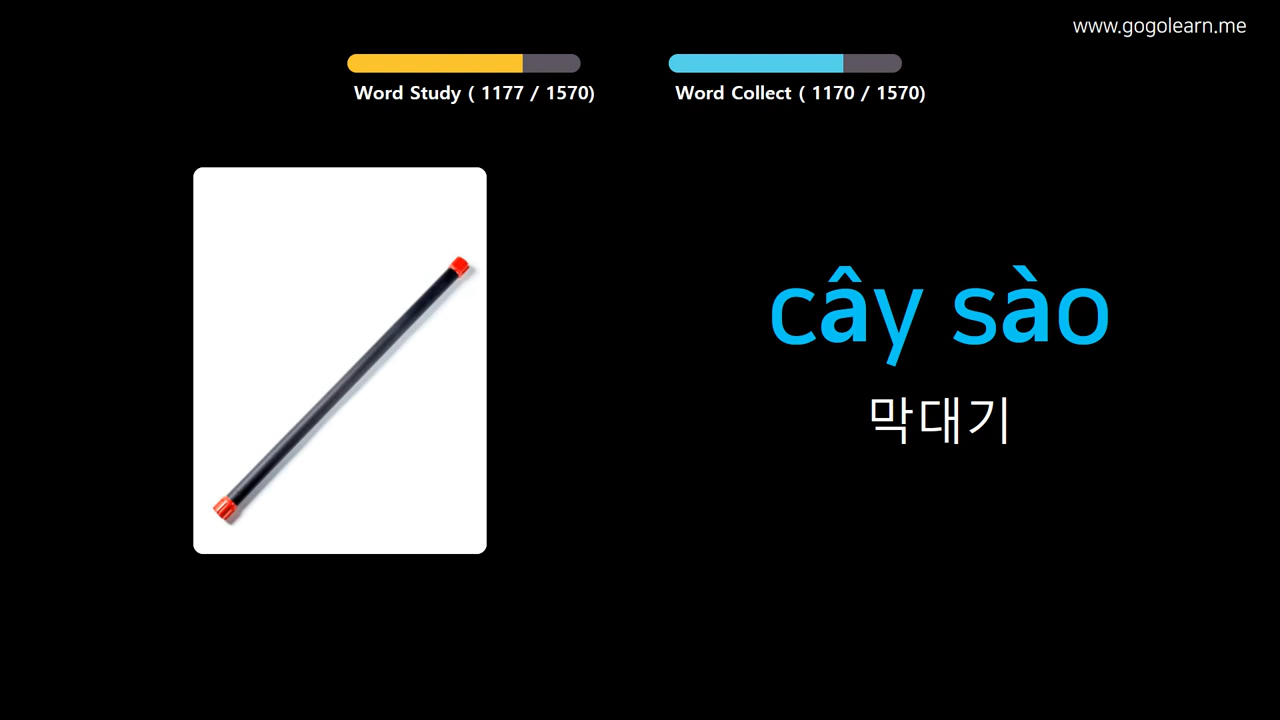 www.gogolearn.me
Word Study ( 1177 / 1570)
Word Collect ( 1170 / 1570)
cây sào
막대기